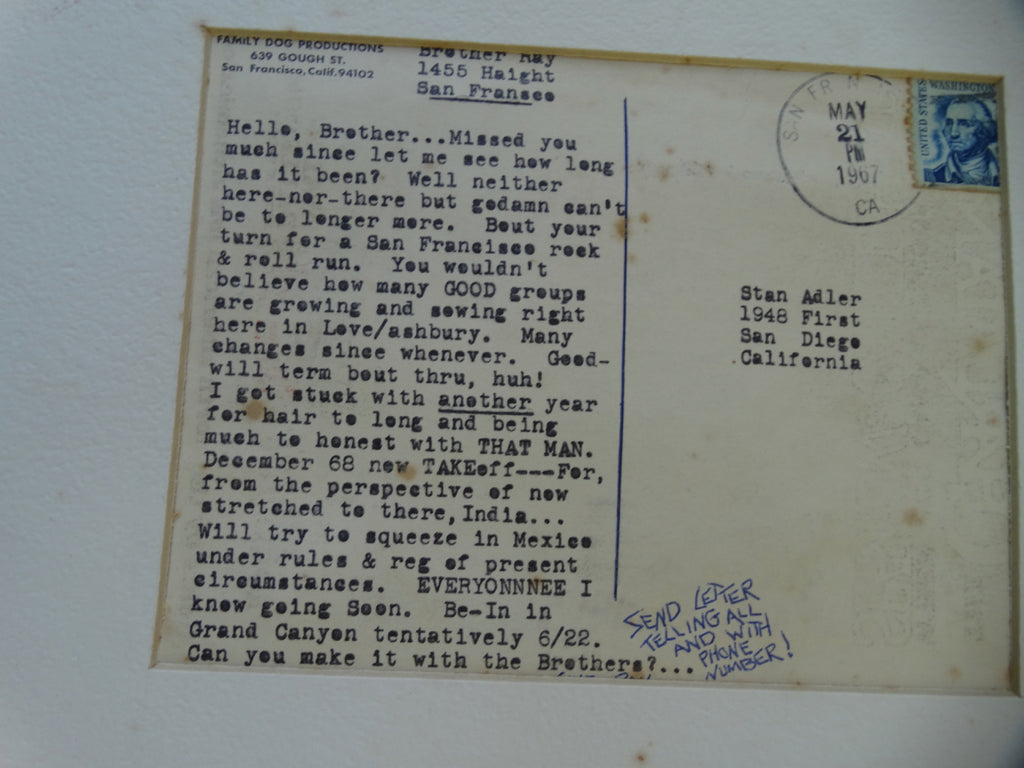 FAMILY DOG PRODUCTIONS
639 GOUGH ST.
San Francisco, Calif. 94102
Brother Ray
1455 Haight
San Fransco
Hello, Brother...Missed you
much since let me see how long
has it been?  Well neither
here-nor-there but godamn can't
be to longer more.  Bout your
turn for a San Francisco rock
& roll run.  You wouldn't
believe how many GOOD groups
are growing and sowing right
here in Love/ashbury.  Many
changes since whenever.  Good-
will term bout thru, huh!
I got stuck with another year
for hair to long and being
much to honest with THAT MAN.
December 68 new TAKEoff---For,
from the perspective of now
stretched to there,India...
Will try to squeeze in Mexico
under rules & reg of present
circumstances.  EVERYONNNEE I
know going Soon.  Be-In in
Grand Canyon tentatively 6/22.
Can you make it with the Brothers?...
SAN FR N
MAY
21
PM
1967
CA
UNITED STATES
WASHINGTON
Stan Adler
1948 First
San Diego
California
SEND LETTER
TELLING ALL
AND WITH
PHONE
NUMBER!